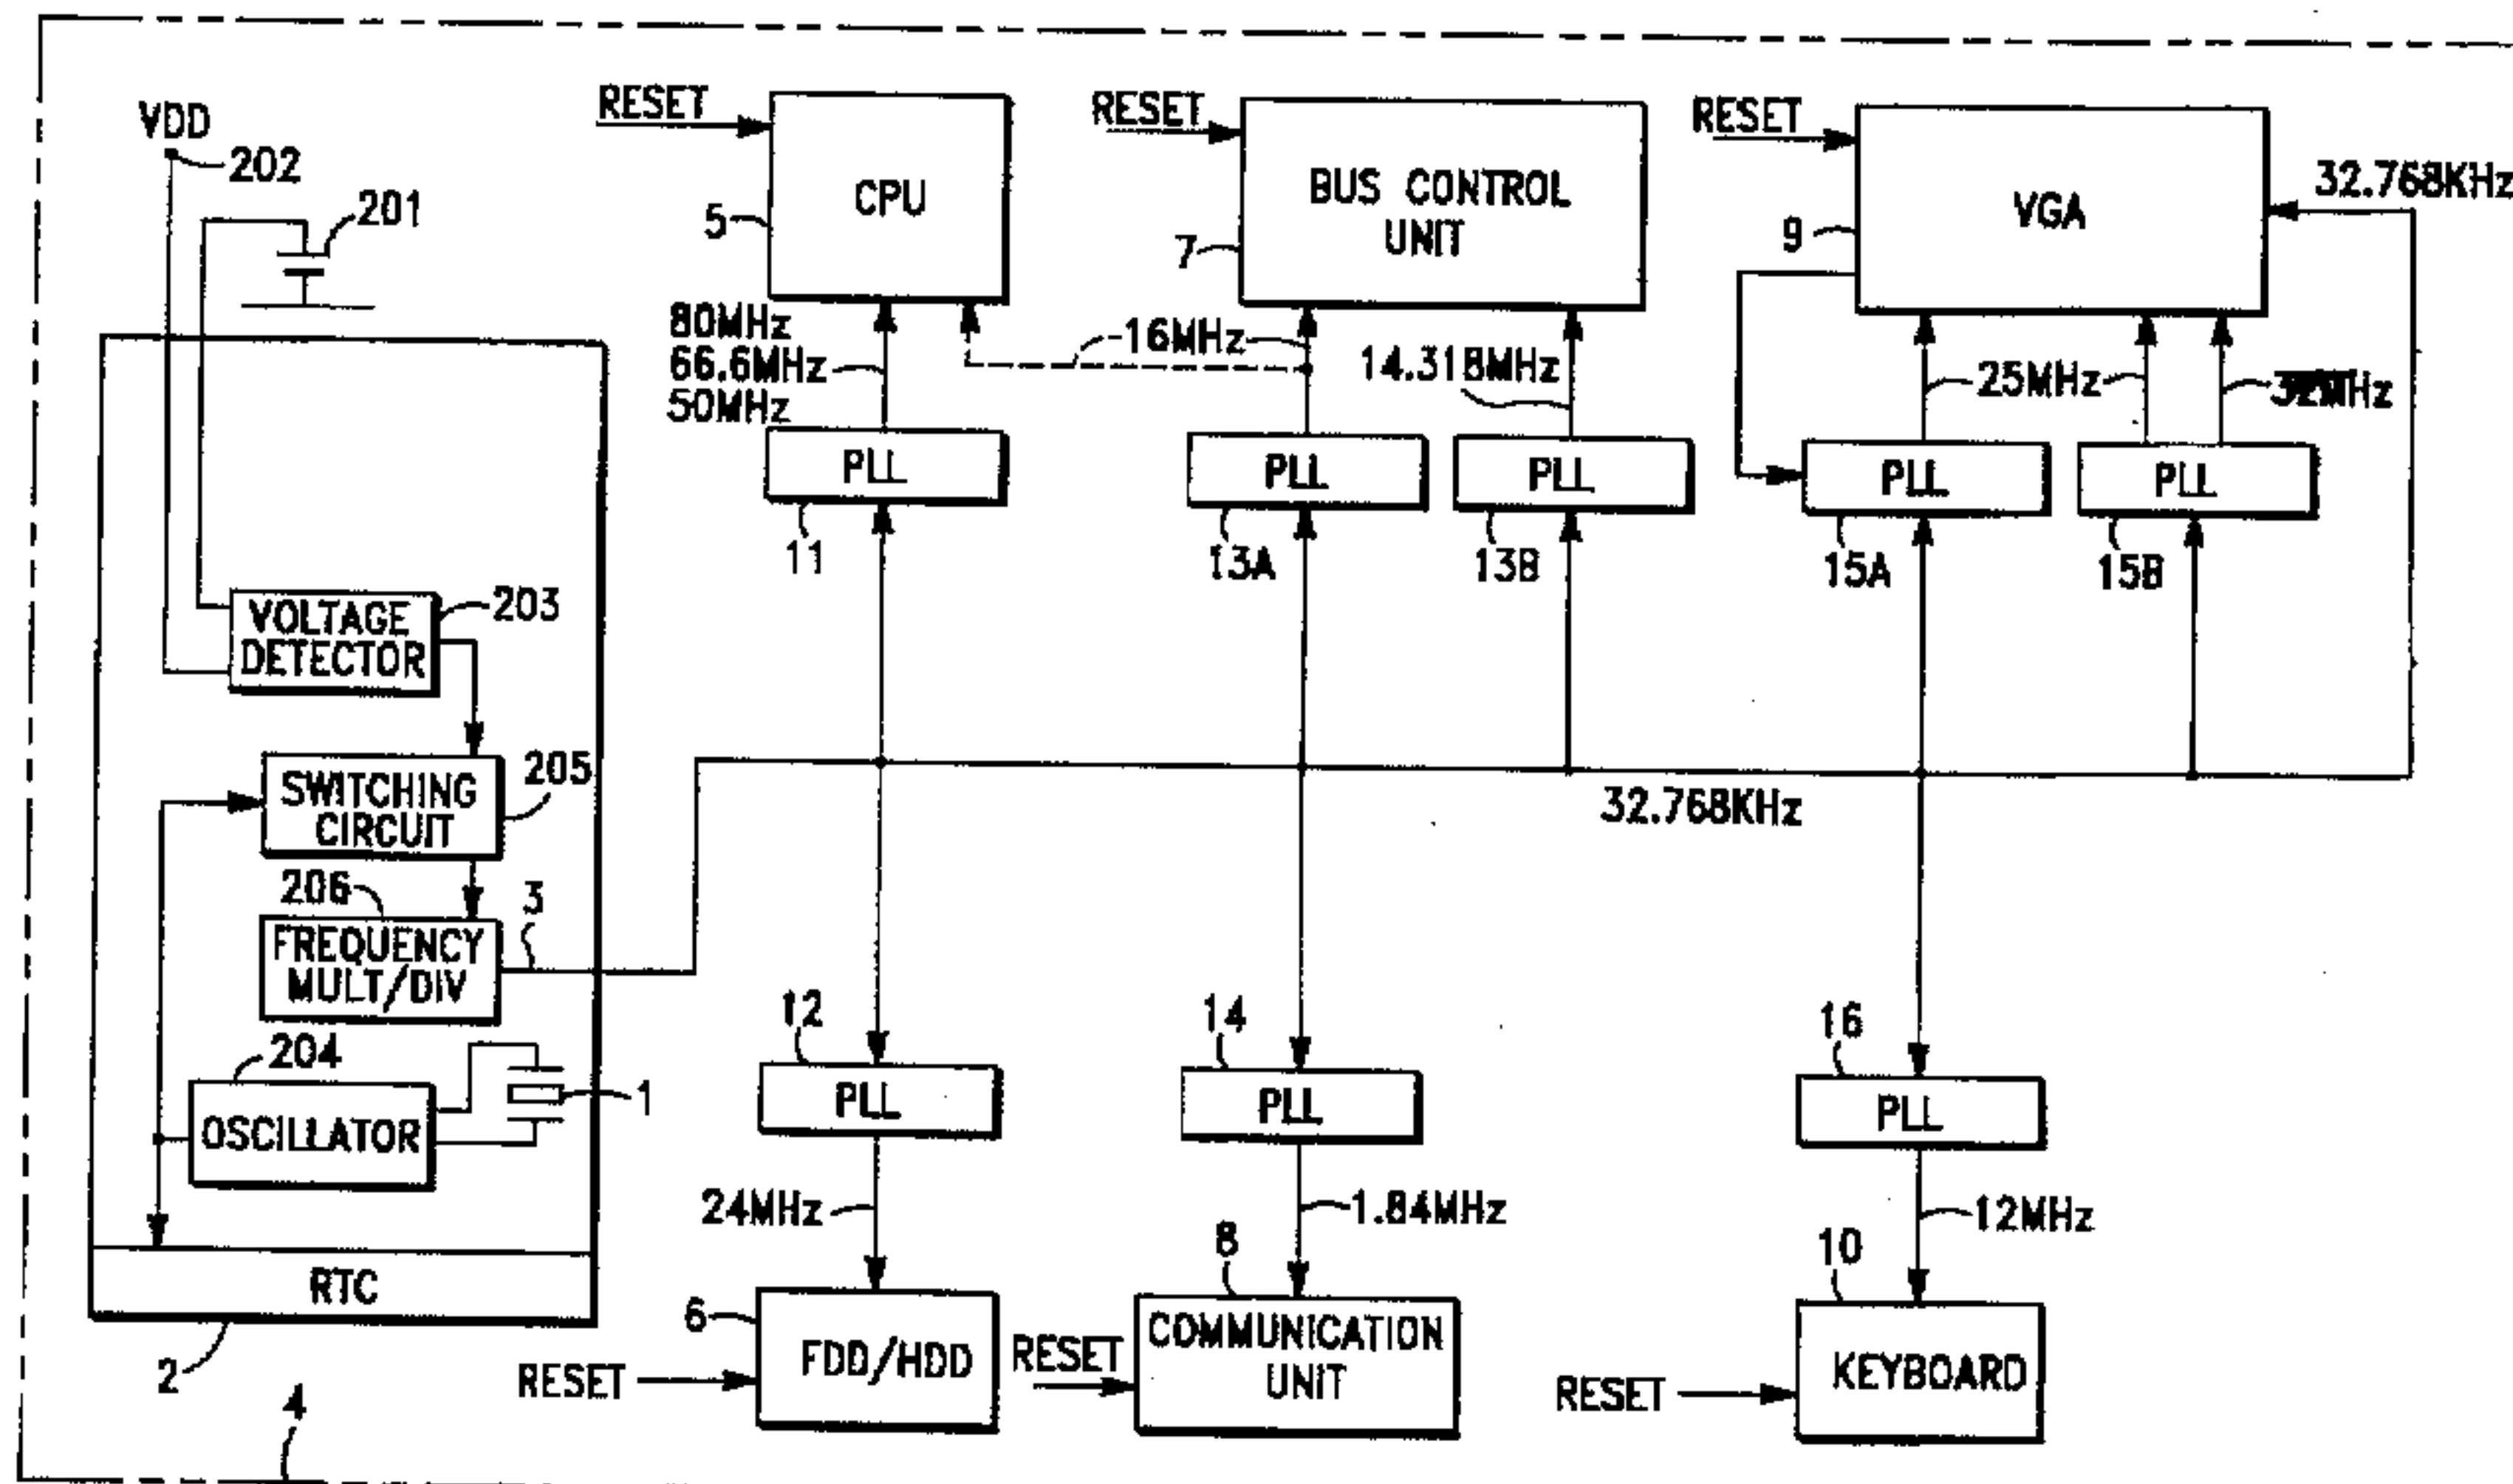 VDD
202
201
RESET
CPU
5
RESET
BUS CONTROL
UNIT
7
RESET
VGA
9
32.768KHz
80MHz
66.6MHz
50MHz
16MHz
14.318MHz
25MHz
PLL
11
PLL
13A
PLL
13B
PLL
15A
PLL
15B
VOLTAGE
DETECTOR
203
SWITCHING
CIRCUIT
205
32.768KHz
206
3
FREQUENCY
MULT/DIV
204
OSCILLATOR
1
12
PLL
14
PLL
16
PLL
24MHz
1.84MHz
12MHz
RTC
2
4
6
FDD/HDD
RESET
8
COMMUNICATION
UNIT
RESET
10
KEYBOARD
RESET